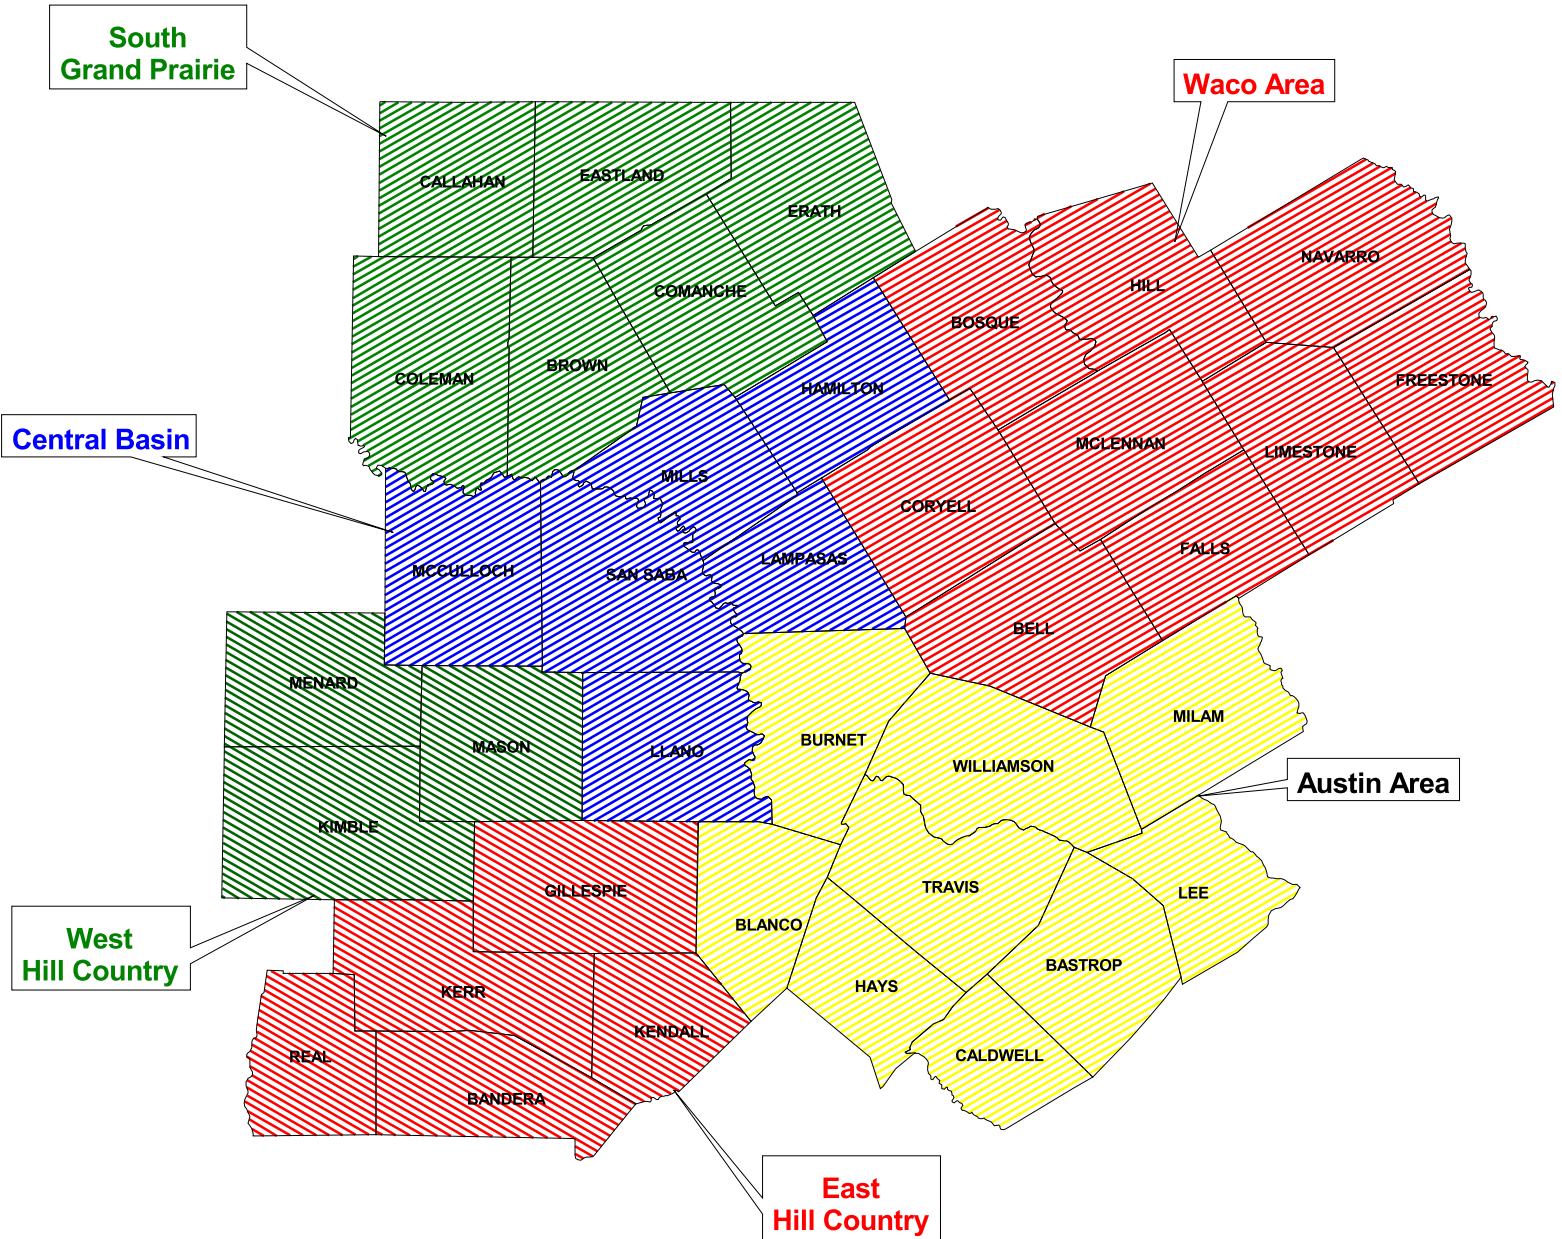 South
Grand Prairie
Waco Area
CALLAHAN
EASTLAND
ERATH
NAVARRO
HILL
COMANCHE
BOSQUE
BROWN
COLEMAN
HAMILTON
FREESTONE
Central Basin
MCLENNAN
LIMESTONE
MILLS
CORYELL
FALLS
LAMPASAS
MCCULLOCH
SAN SABA
BELL
MENARD
MILAM
BURNET
MASON
LLANO
WILLIAMSON
Austin Area
KIMBLE
GILLESPIE
TRAVIS
LEE
BLANCO
West
Hill Country
BASTROP
HAYS
KERR
KENDALL
REAL
CALDWELL
BANDERA
East
Hill Country